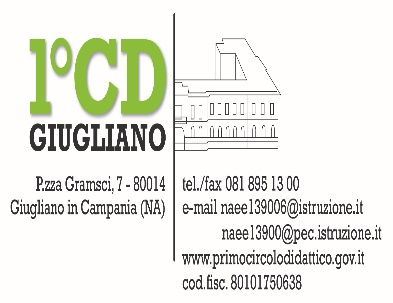 1°CD
GIUGLIANO
P.zza Gramsci, 7 - 80014
Giugliano in Campania (NA)
tel./fax 081 895 13 00
e-mail naee139006@istruzione.it
naee13900@pec.istruzione.it
www.primocircolodidattico.gov.it
cod.fisc. 80101750638